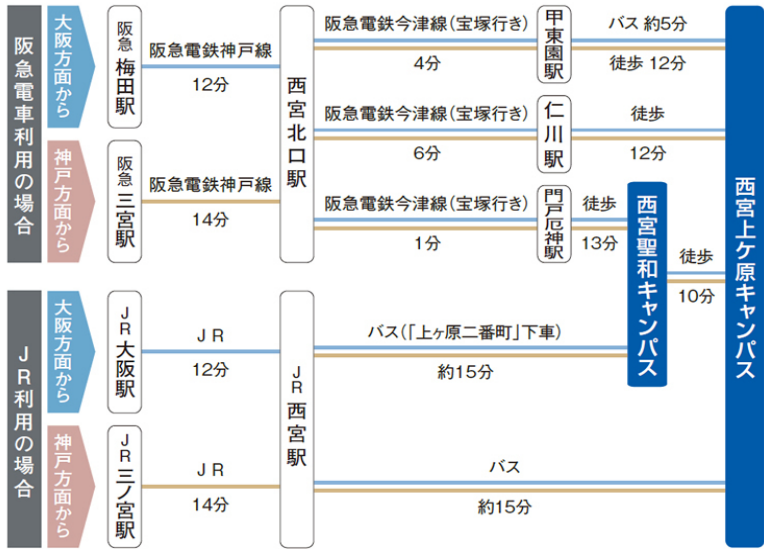 阪急電車利用の場合
大阪方面から
阪急 梅田駅
阪急電鉄神戸線
12分
神戸方面から
阪急 三宮駅
阪急電鉄神戸線
14分
西宮北口駅
阪急電鉄今津線(宝塚行き)
4分
甲東園駅
バス 約5分
徒歩 12分
阪急電鉄今津線(宝塚行き)
6分
仁川駅
徒歩
12分
阪急電鉄今津線(宝塚行き)
1分
門戸厄神駅
徒歩
13分
西宮聖和キャンパス
徒歩
10分
西宮上ケ原キャンパス
JR利用の場合
大阪方面から
JR大阪駅
JR
12分
神戸方面から
JR三ノ宮駅
JR
14分
JR西宮駅
バス(「上ヶ原二番町」下車)
約15分
バス
約15分